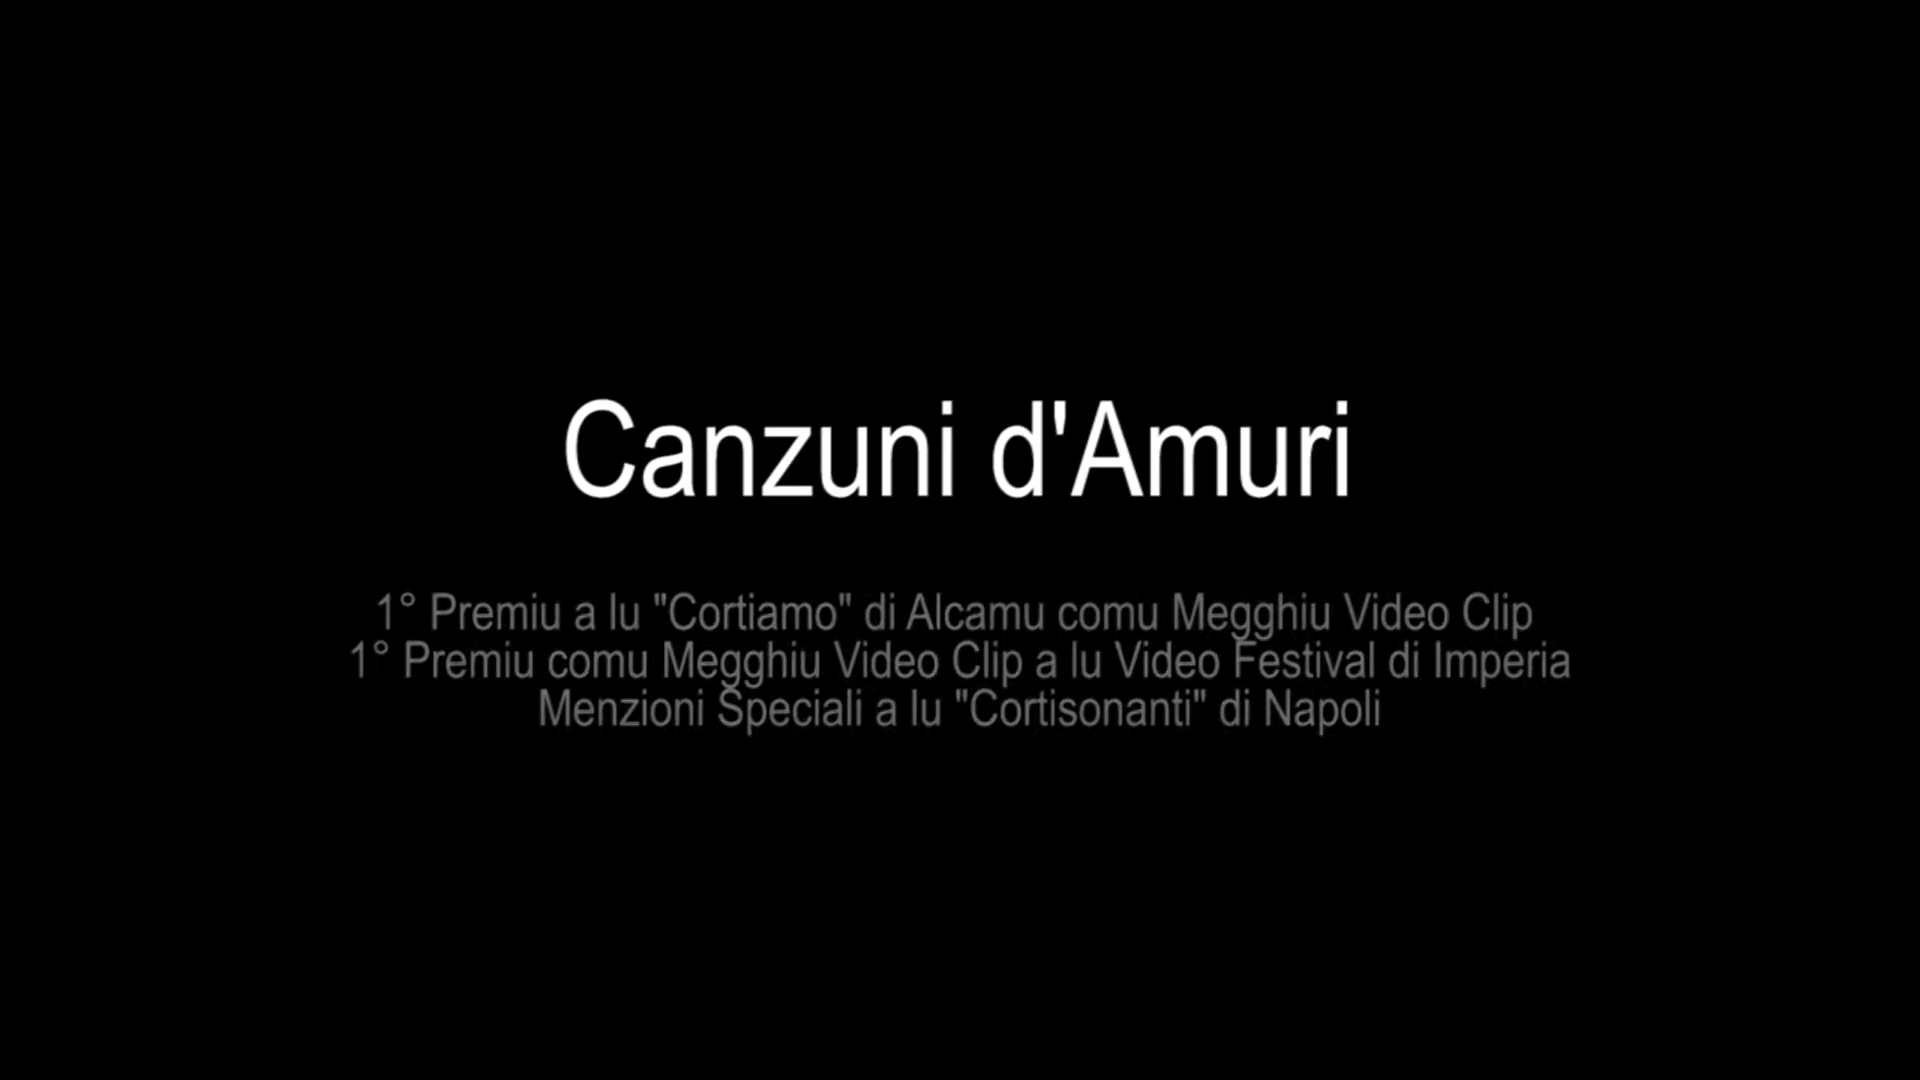 Canzuni d'Amuri
1° Premiu a lu "Cortiamo" di Alcamu comu Megghiu Video Clip
1° Premiu comu Megghiu Video Clip a lu Video Festival di Imperia
Menzioni Speciali a lu "Cortisonanti" di Napoli